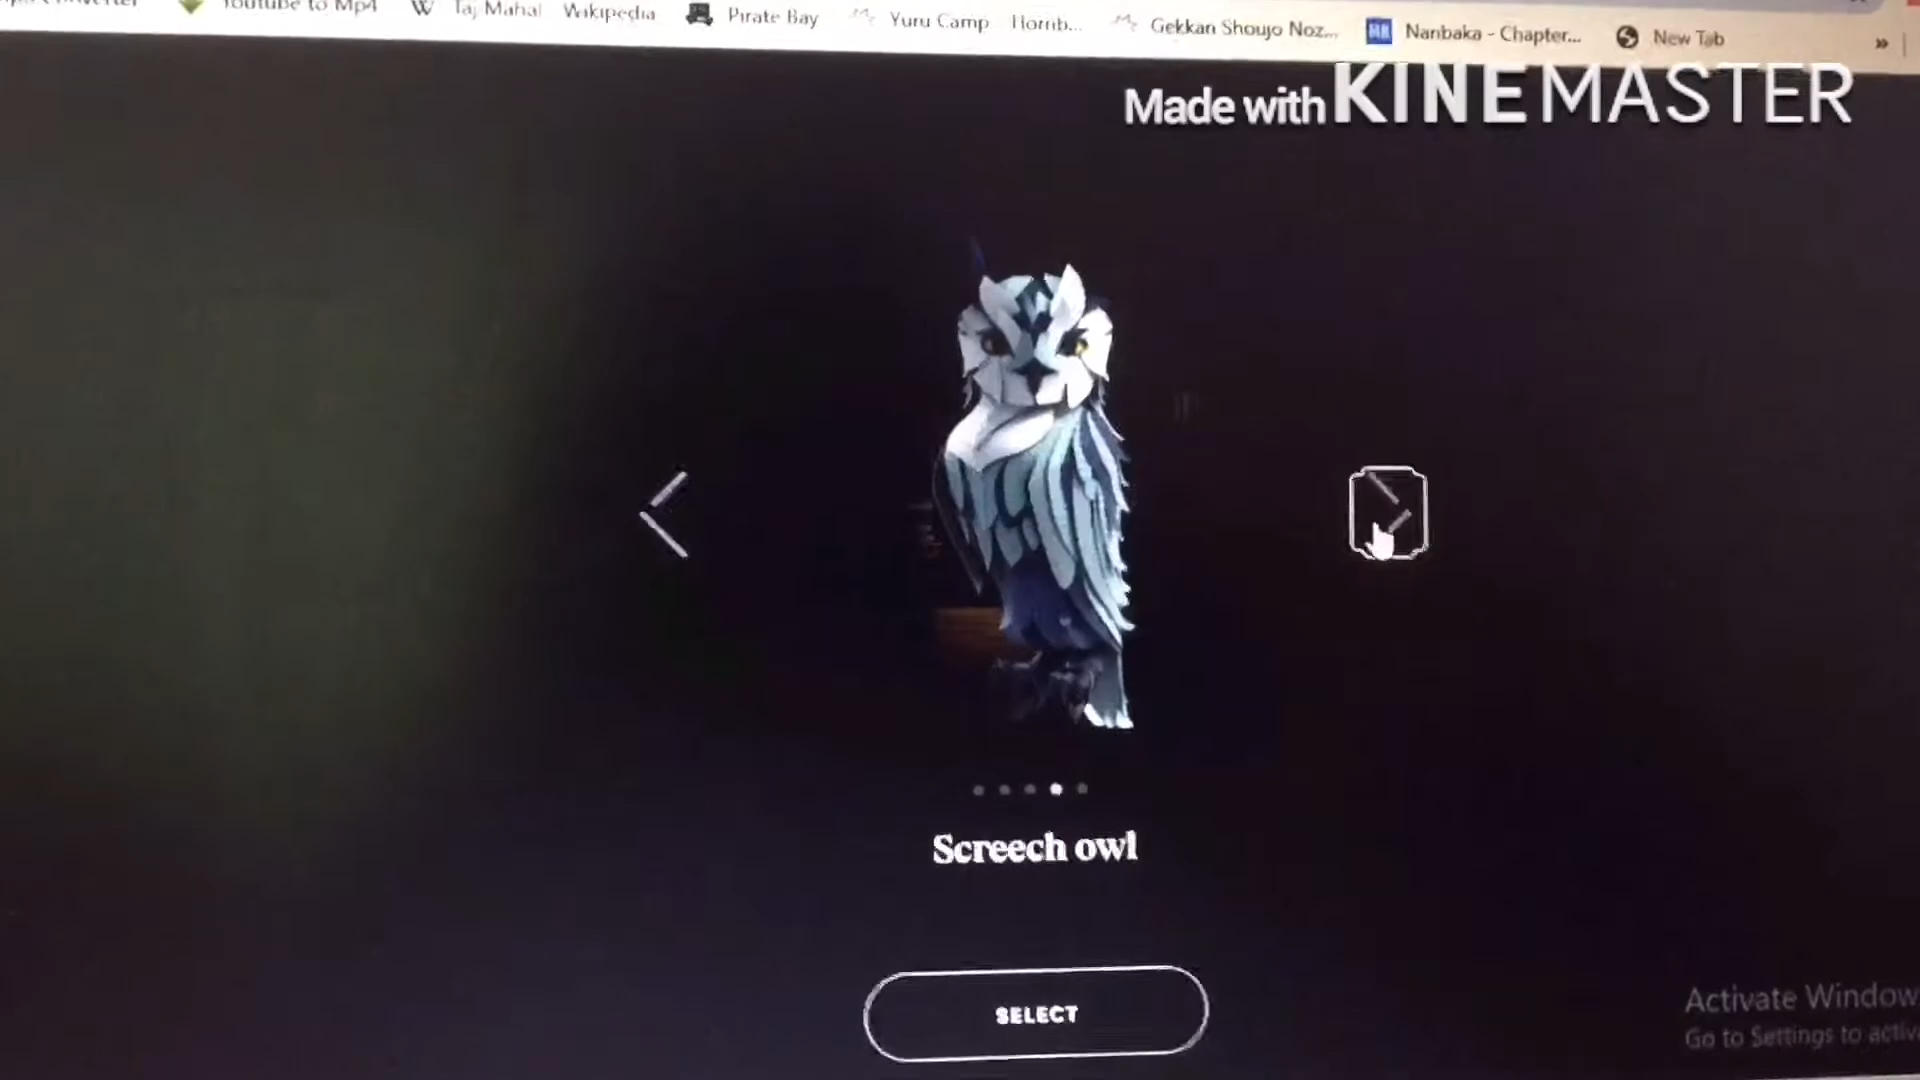 Youtube to Mp4 Taj Mahal Wikipedia Pirate Bay Yuru Camp Horrib... Gekkan Shoujo Noz... Nanbaka - Chapter... New Tab »
Made with KINEMASTER
Screech owl
SELECT
Activate Window
Go to Settings to activ